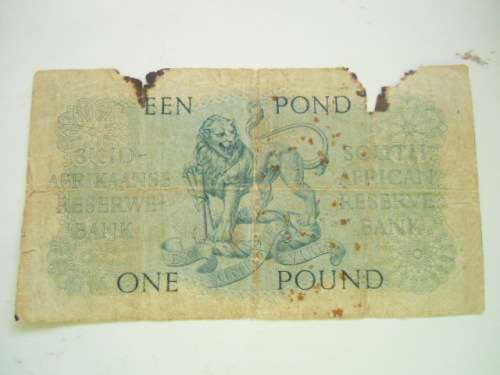 EEN POND
SUID-
AFRIKAANSE
RESERWE-
BANK
SOUTH
AFRICAN
RESERVE
BANK
ONE POUND